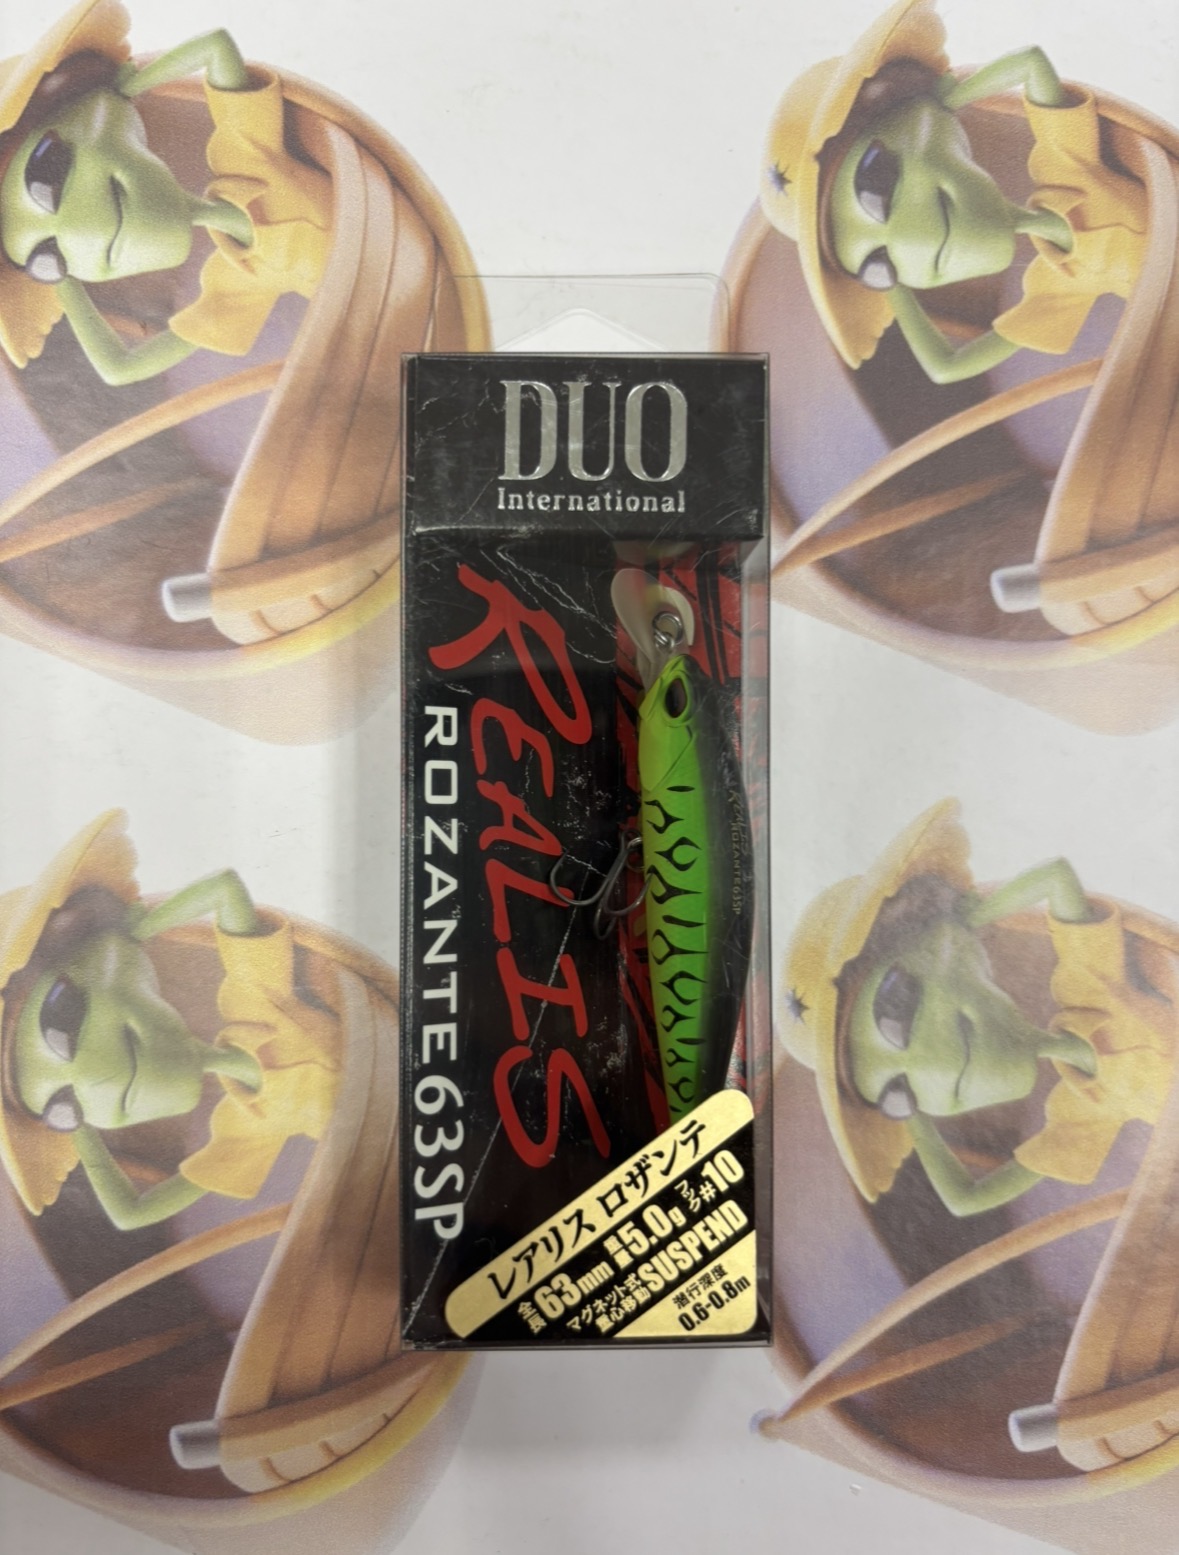 DUO
International
REALIS
ROZANTE 63SP
REALIS
ROZANTE63SP
レアリス ロザンテ
全長63mm 重量5.0g フック#10
マグネット式重心移動 SUSPEND
潜行深度
0.6-0.8m